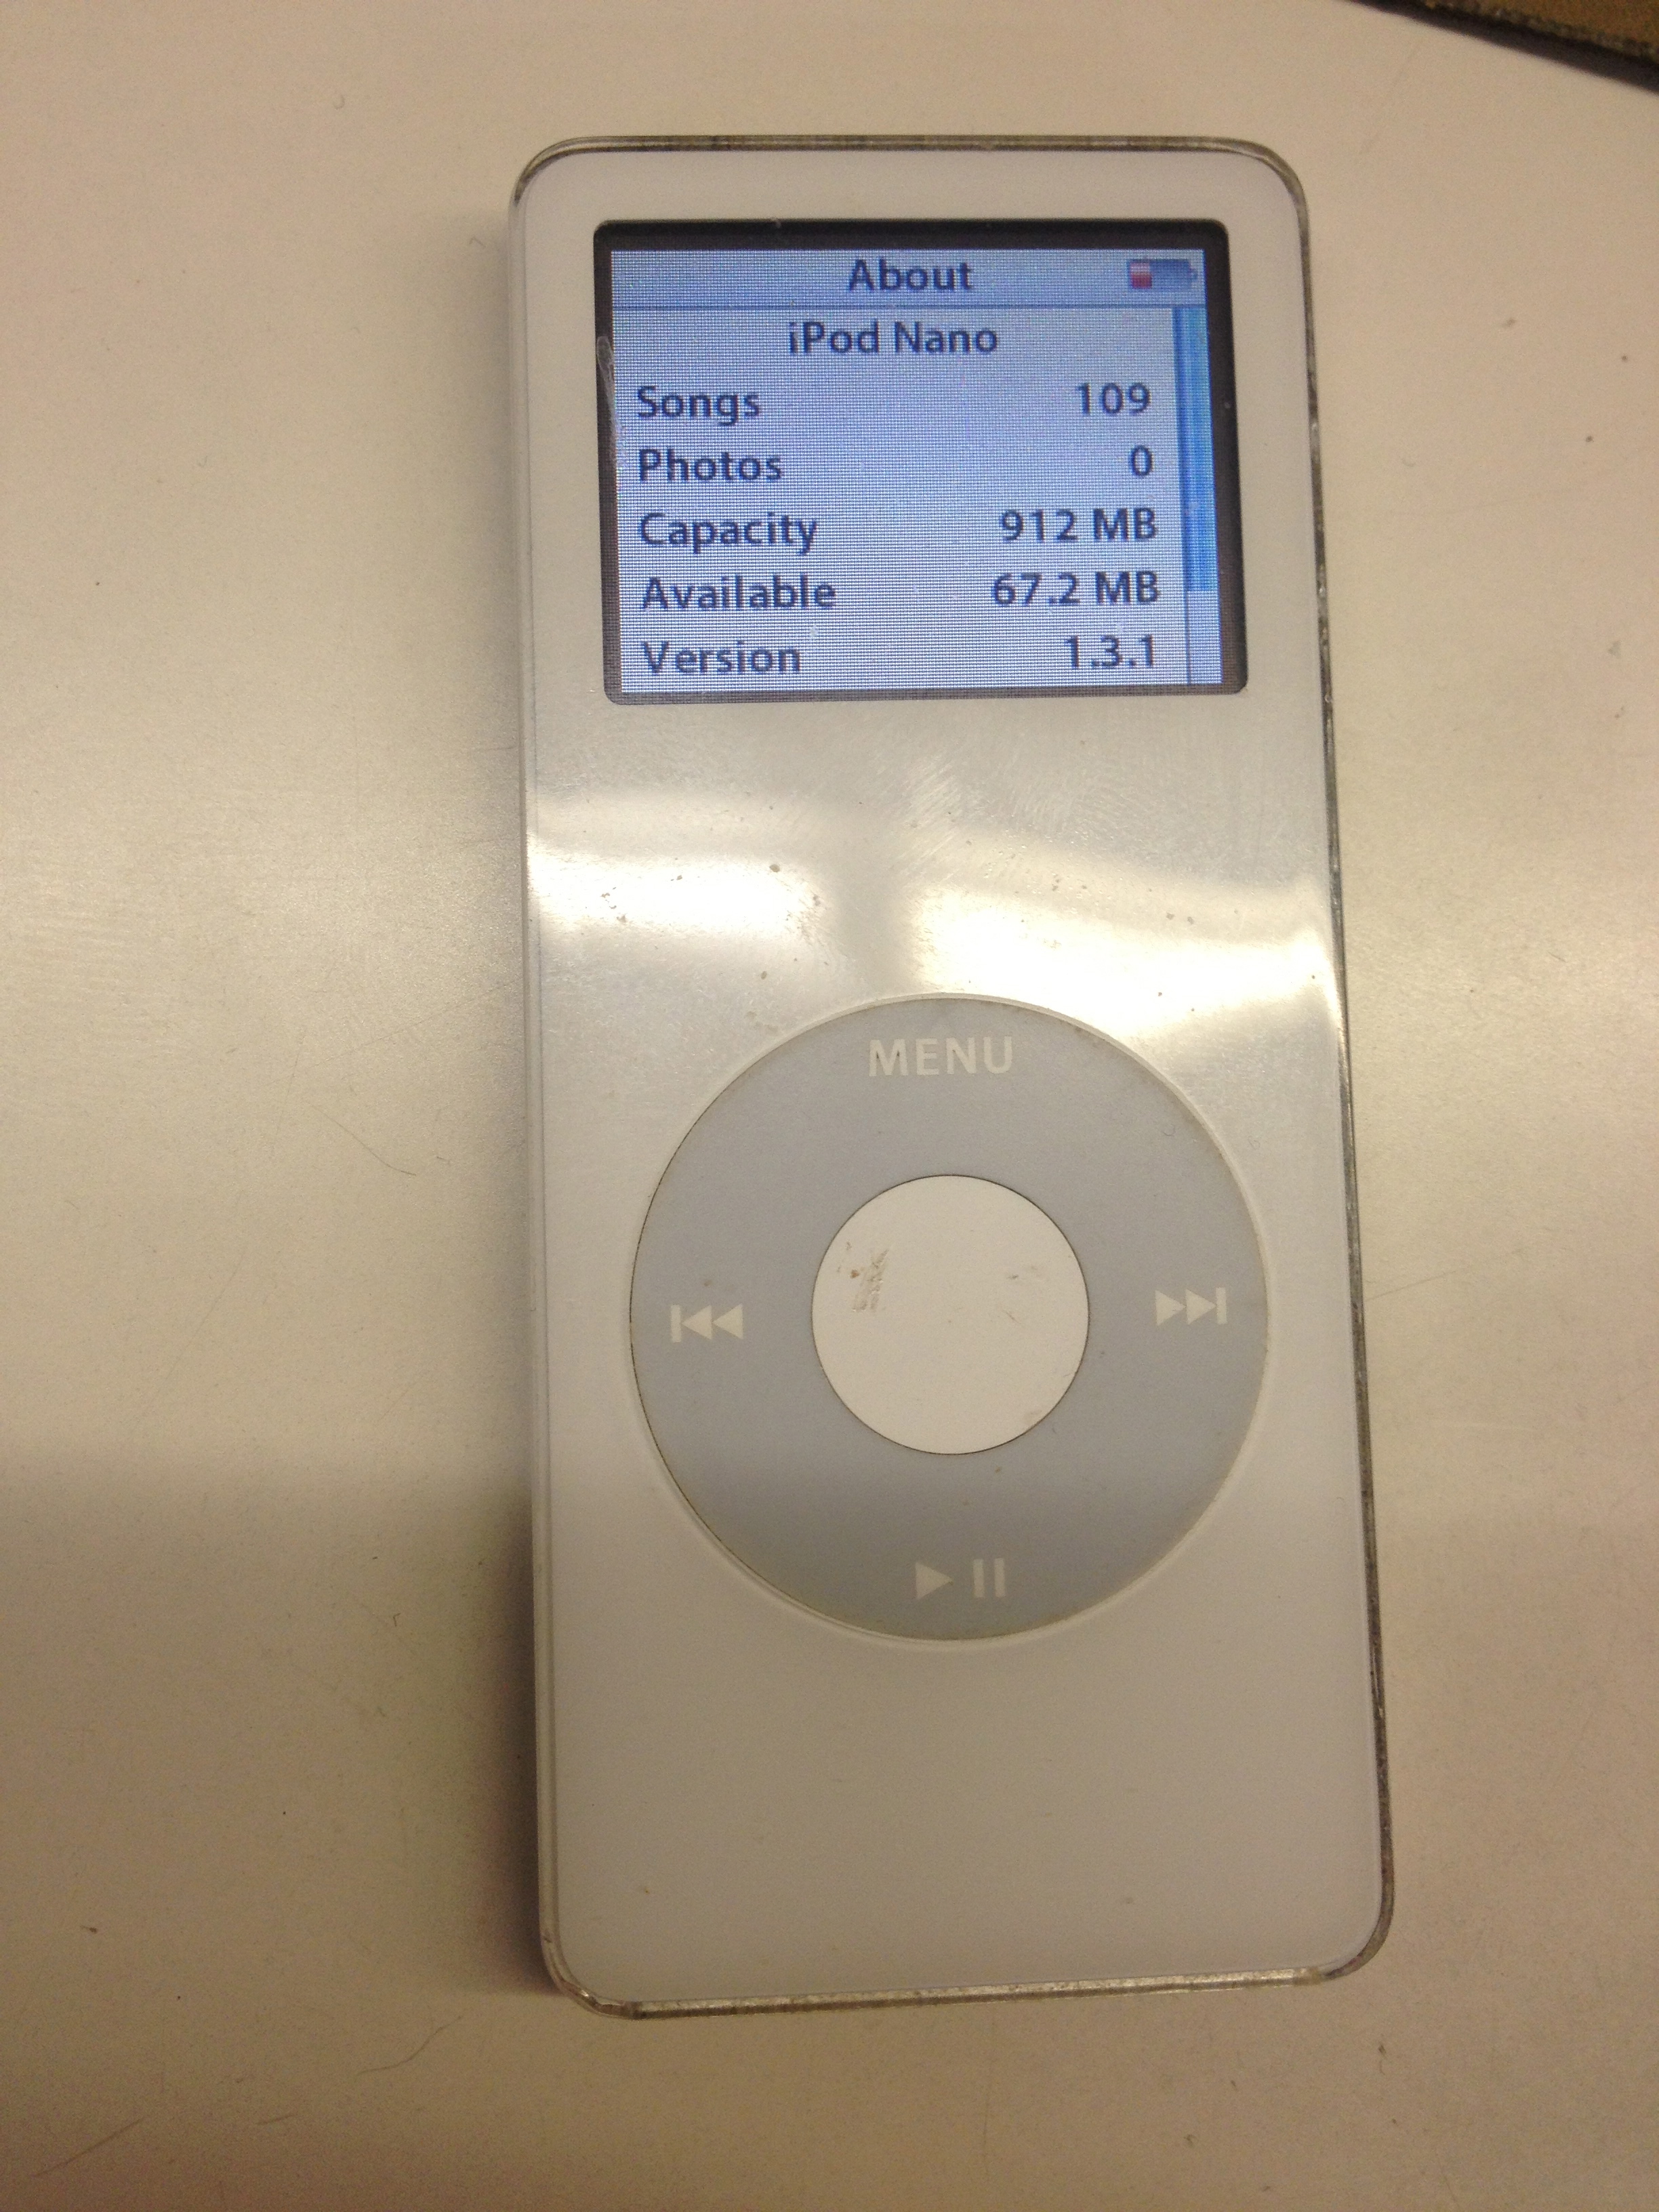 About
iPod Nano
Songs 109
Photos 0
Capacity 912 MB
Available 67.2 MB
Version 1.3.1
MENU